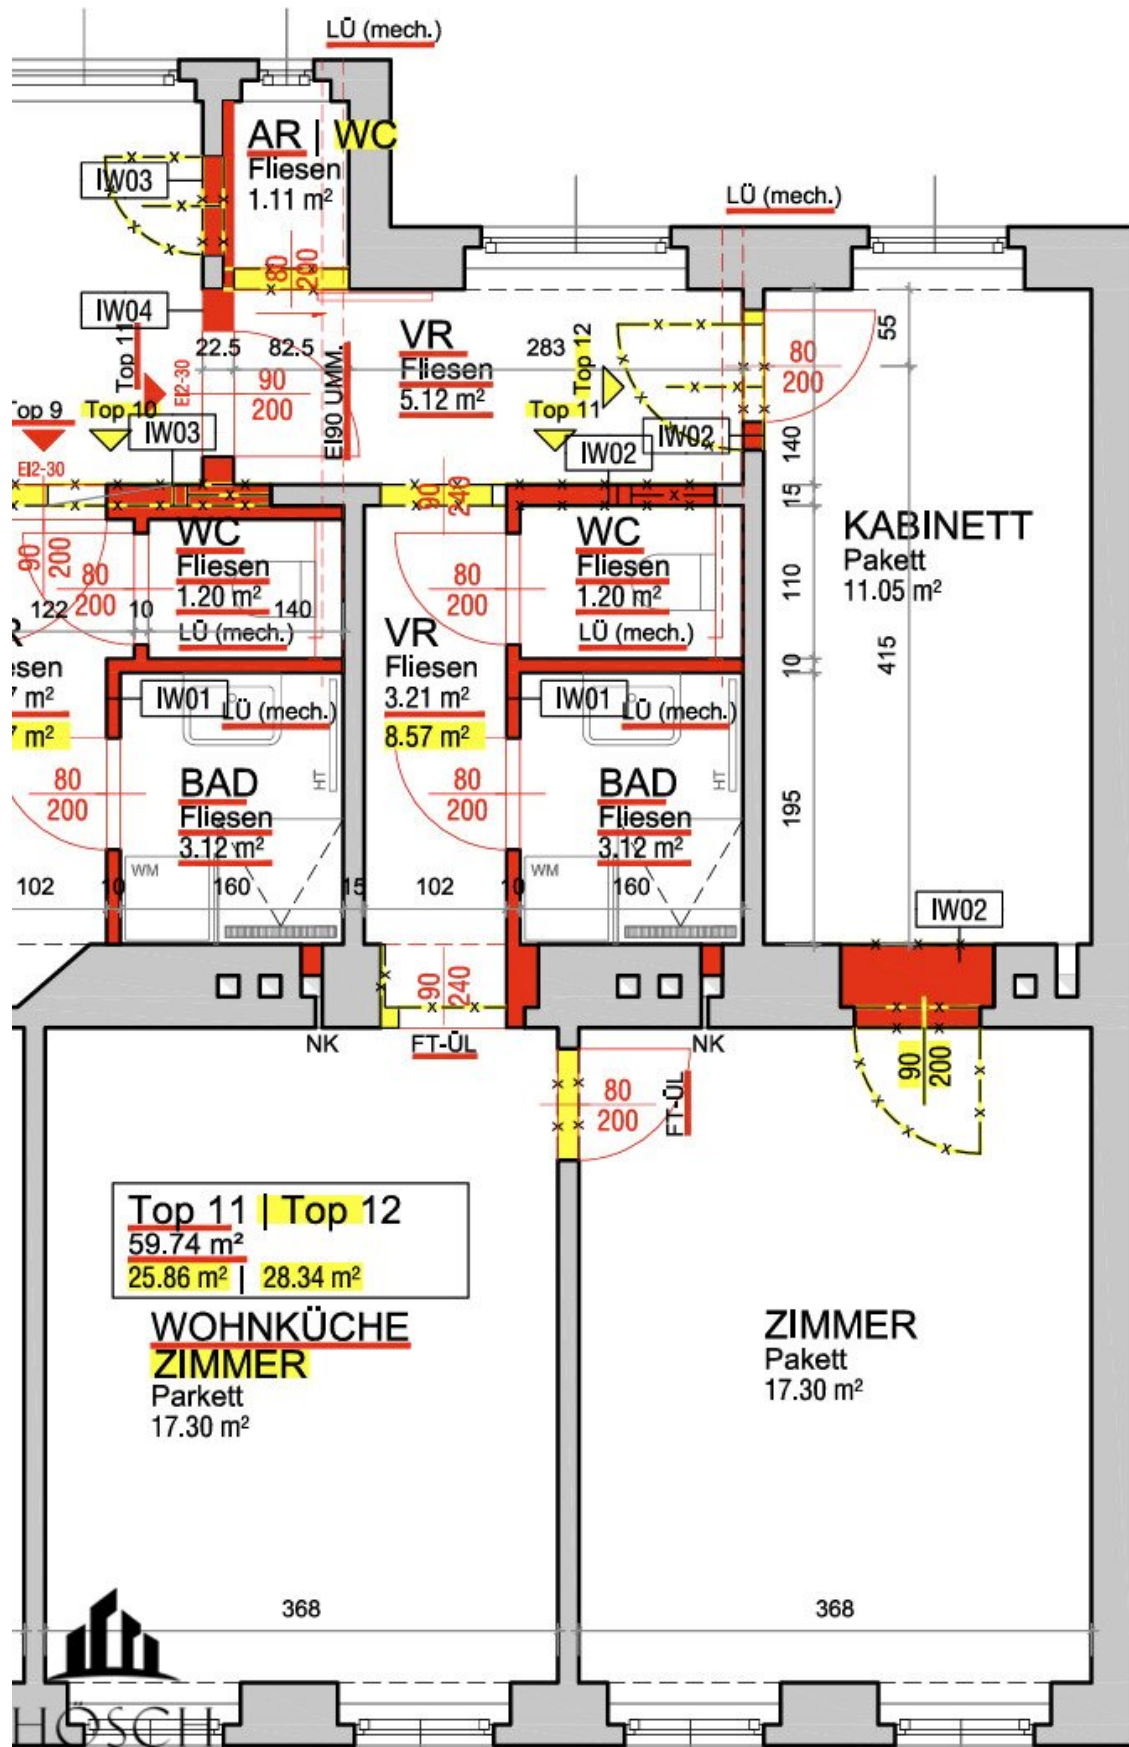 LÜ (mech.)
AR | WC
Fliesen
1.11 m²
IW03
LÜ (mech.)
80
200
IW04
Top 11
22.5
82.5
VR
Fliesen
5.12 m²
283
Top 12
55
80
200
EI2-30
90
200
EI90 UMM.
Top 9
Top 10
IW03
Top 11
IW02
IW02
140
EI2-30
90
240
15
WC
Fliesen
1.20 m²
LÜ (mech.)
90
200
80
200
122
10
140
VR
Fliesen
3.21 m²
8.57 m²
80
200
WC
Fliesen
1.20 m²
LÜ (mech.)
110
KABINETT
Pakett
11.05 m²
R
esen
7 m²
7 m²
10
415
IW01
LÜ (mech.)
IW01
LÜ (mech.)
80
200
BAD
Fliesen
3.12 m²
HT
80
200
BAD
Fliesen
3.12 m²
HT
195
WM
WM
102
10
160
15
102
10
160
IW02
90
240
NK
FT-ÜL
NK
80
200
FT-ÜL
90
200
Top 11 | Top 12
59.74 m²
25.86 m² | 28.34 m²
WOHNKÜCHE
ZIMMER
Parkett
17.30 m²
ZIMMER
Pakett
17.30 m²
368
368
HÖSCH